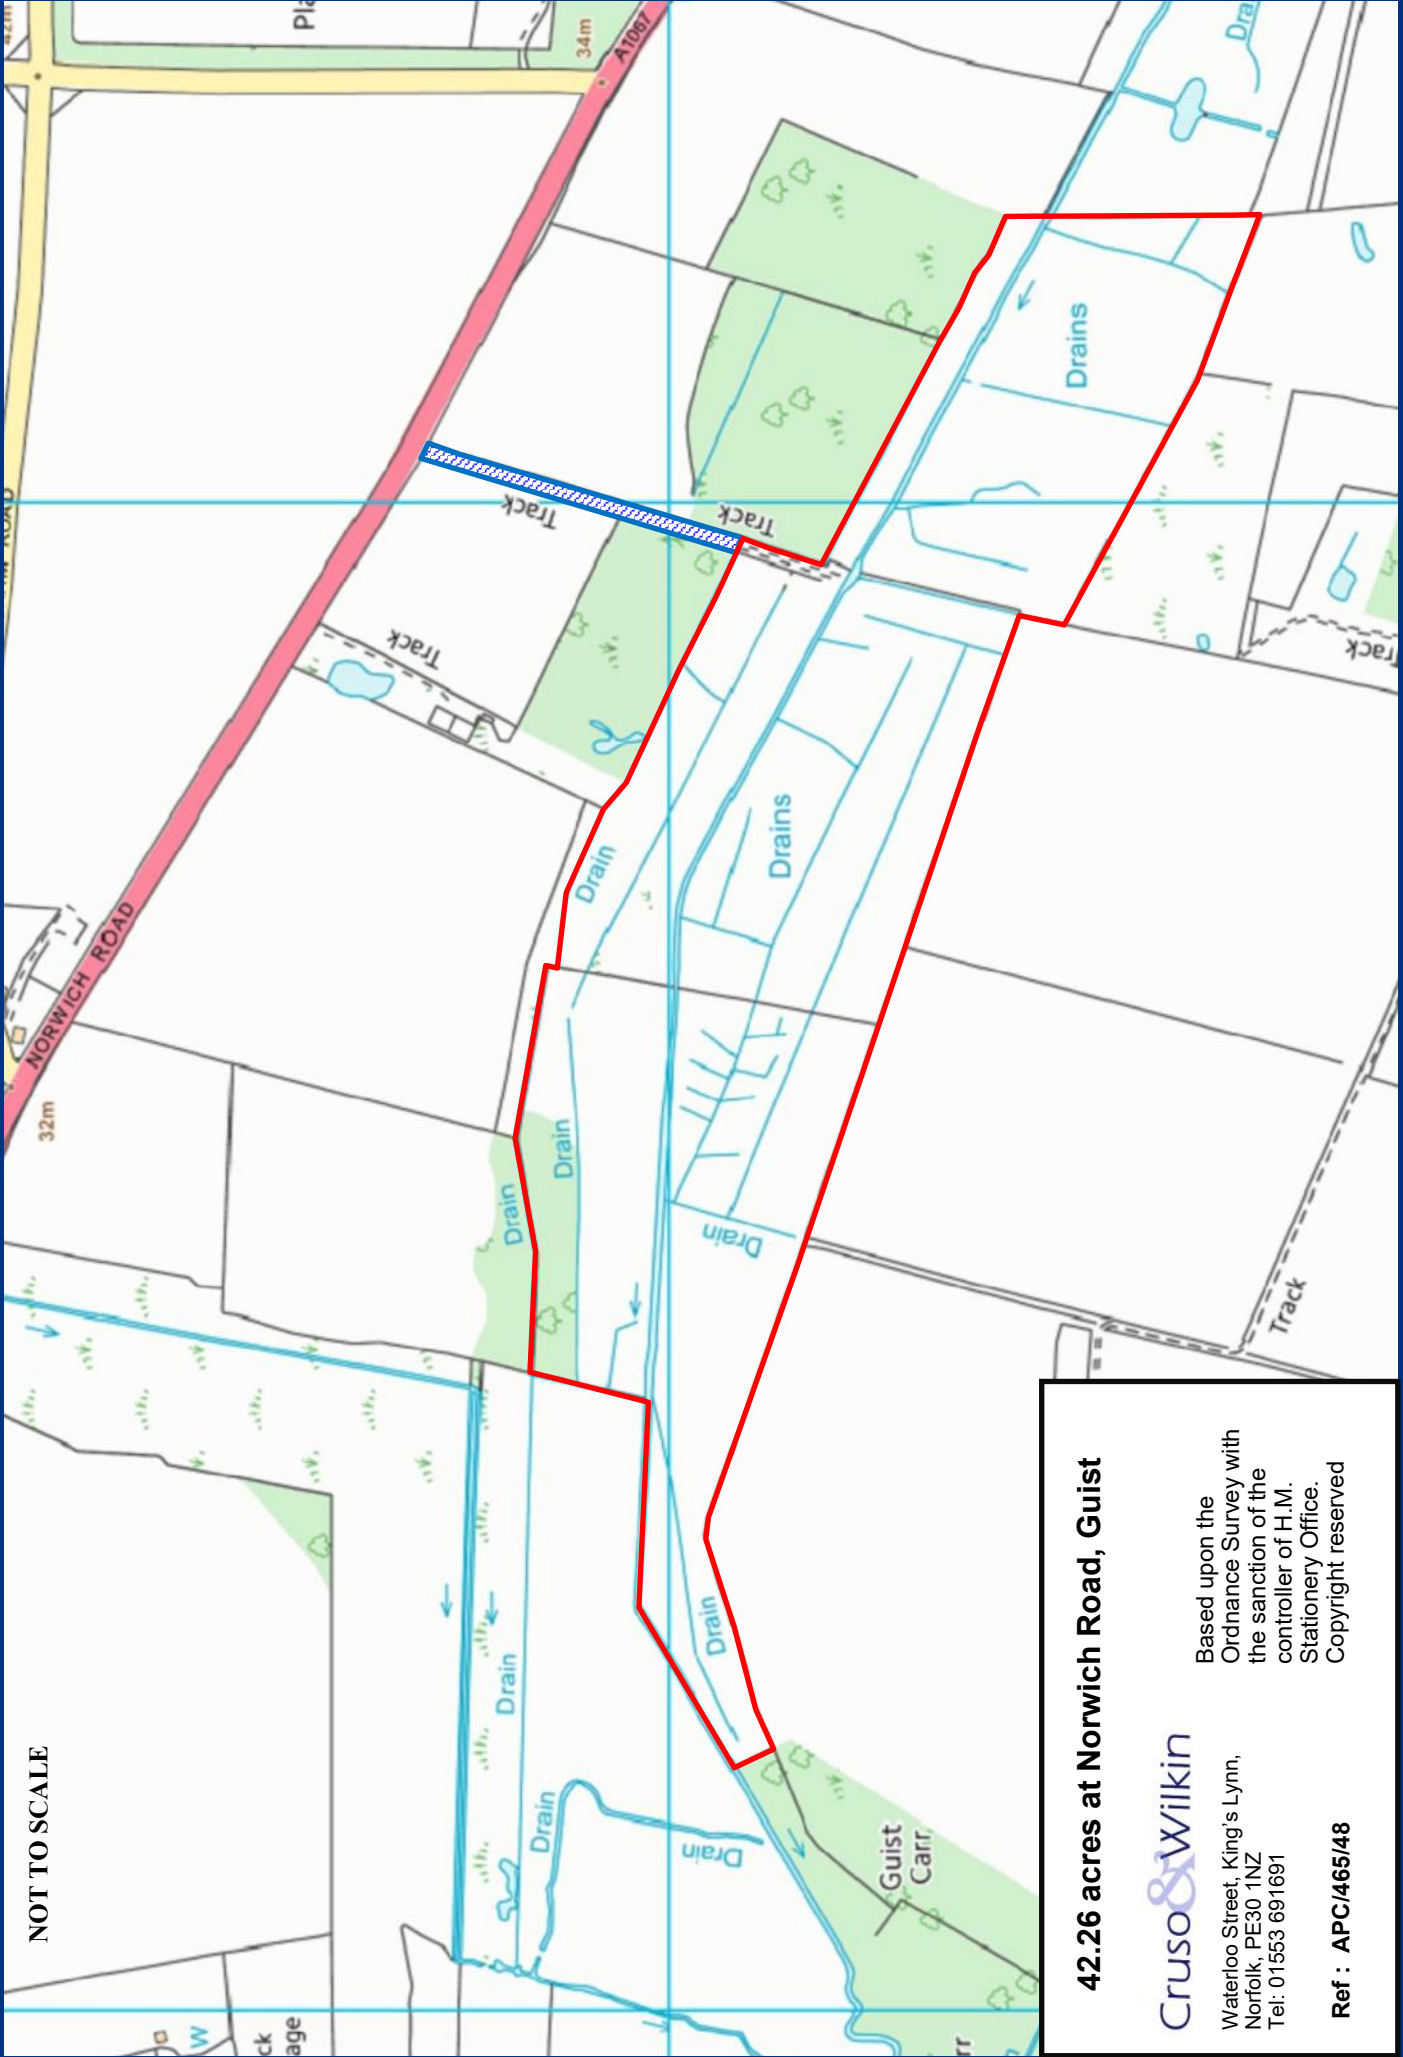 NOT TO SCALE
32m
NORWICH ROAD
A1067
34m
ROAD
Track
Track
Track
Drain
Drain
Drain
Drains
Drains
Drain
Drain
Drain
Drain
Drain
Guist
Carr
Track
42.26 acres at Norwich Road, Guist
Cruso & Wilkin
Waterloo Street, King's Lynn,
Norfolk, PE30 1NZ
Tel: 01553 691691
Ref : APC/465/48
Based upon the
Ordnance Survey with
the sanction of the
controller of H.M.
Stationery Office.
Copyright reserved